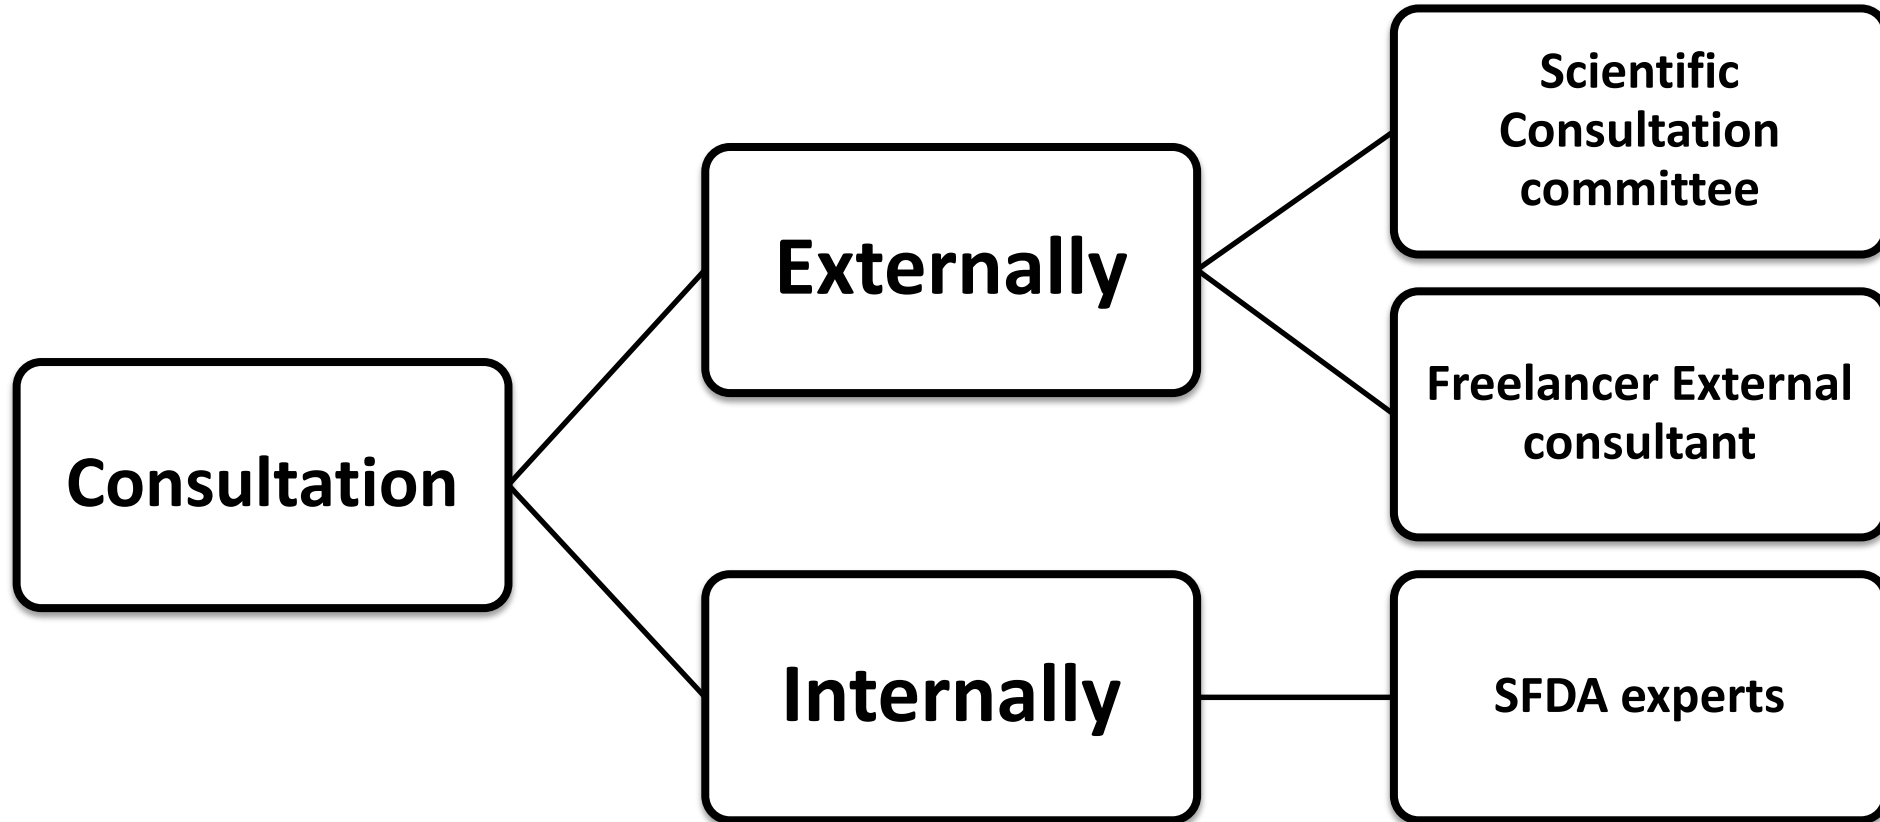 Consultation
Externally
Internally
Scientific
Consultation
committee
Freelancer External
consultant
SFDA experts